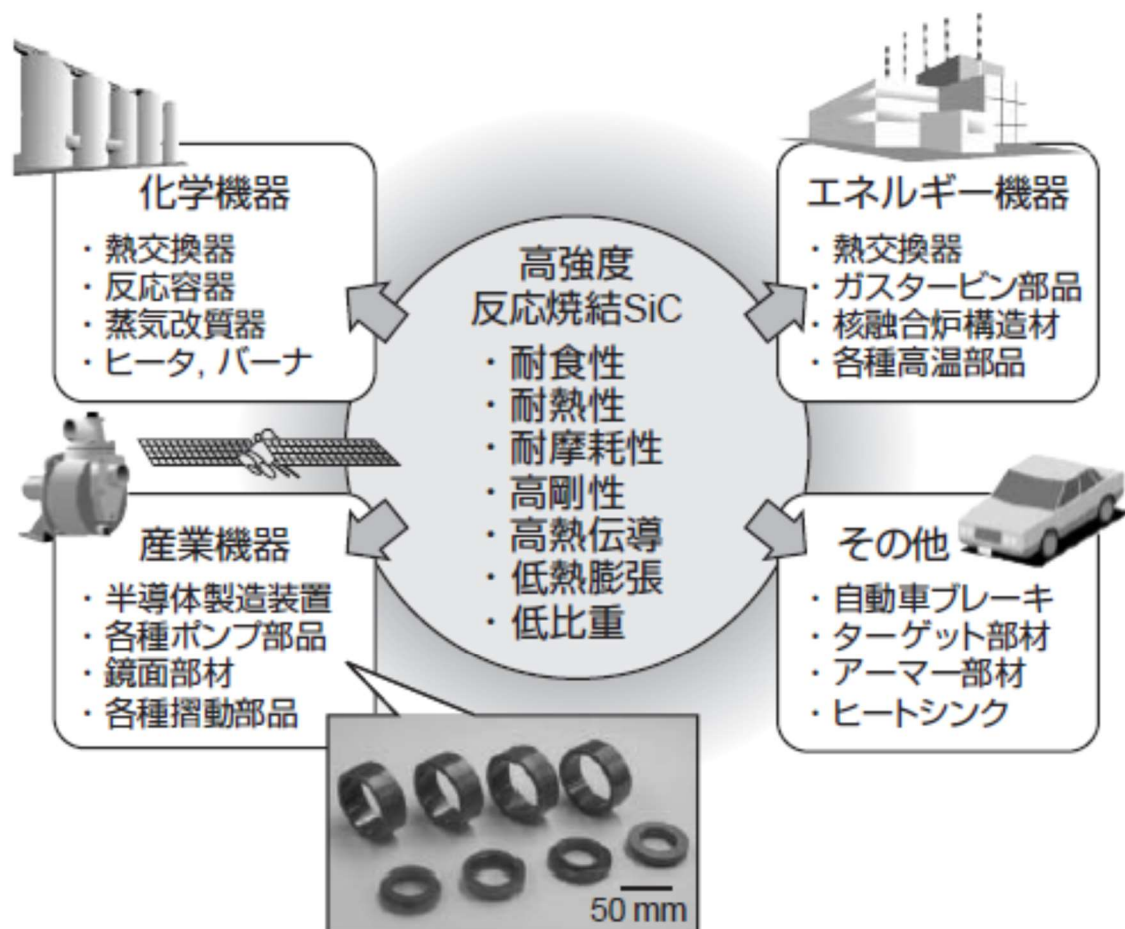 化学機器
・熱交換器
・反応容器
・蒸気改質器
・ヒータ, バーナ
エネルギー機器
・熱交換器
・ガスタービン部品
・核融合炉構造材
・各種高温部品
高強度
反応焼結SiC
・耐食性
・耐熱性
・耐摩耗性
・高剛性
・高熱伝導
・低熱膨張
・低比重
産業機器
・半導体製造装置
・各種ポンプ部品
・鏡面部材
・各種摺動部品
その他
・自動車ブレーキ
・ターゲット部材
・アーマー部材
・ヒートシンク
50 mm